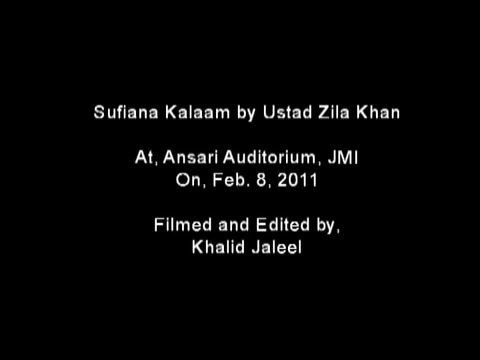 Sufiana Kalaam by Ustad Zila Khan
At, Ansari Auditorium, JMI
On, Feb. 8, 2011
Filmed and Edited by,
Khalid Jaleel